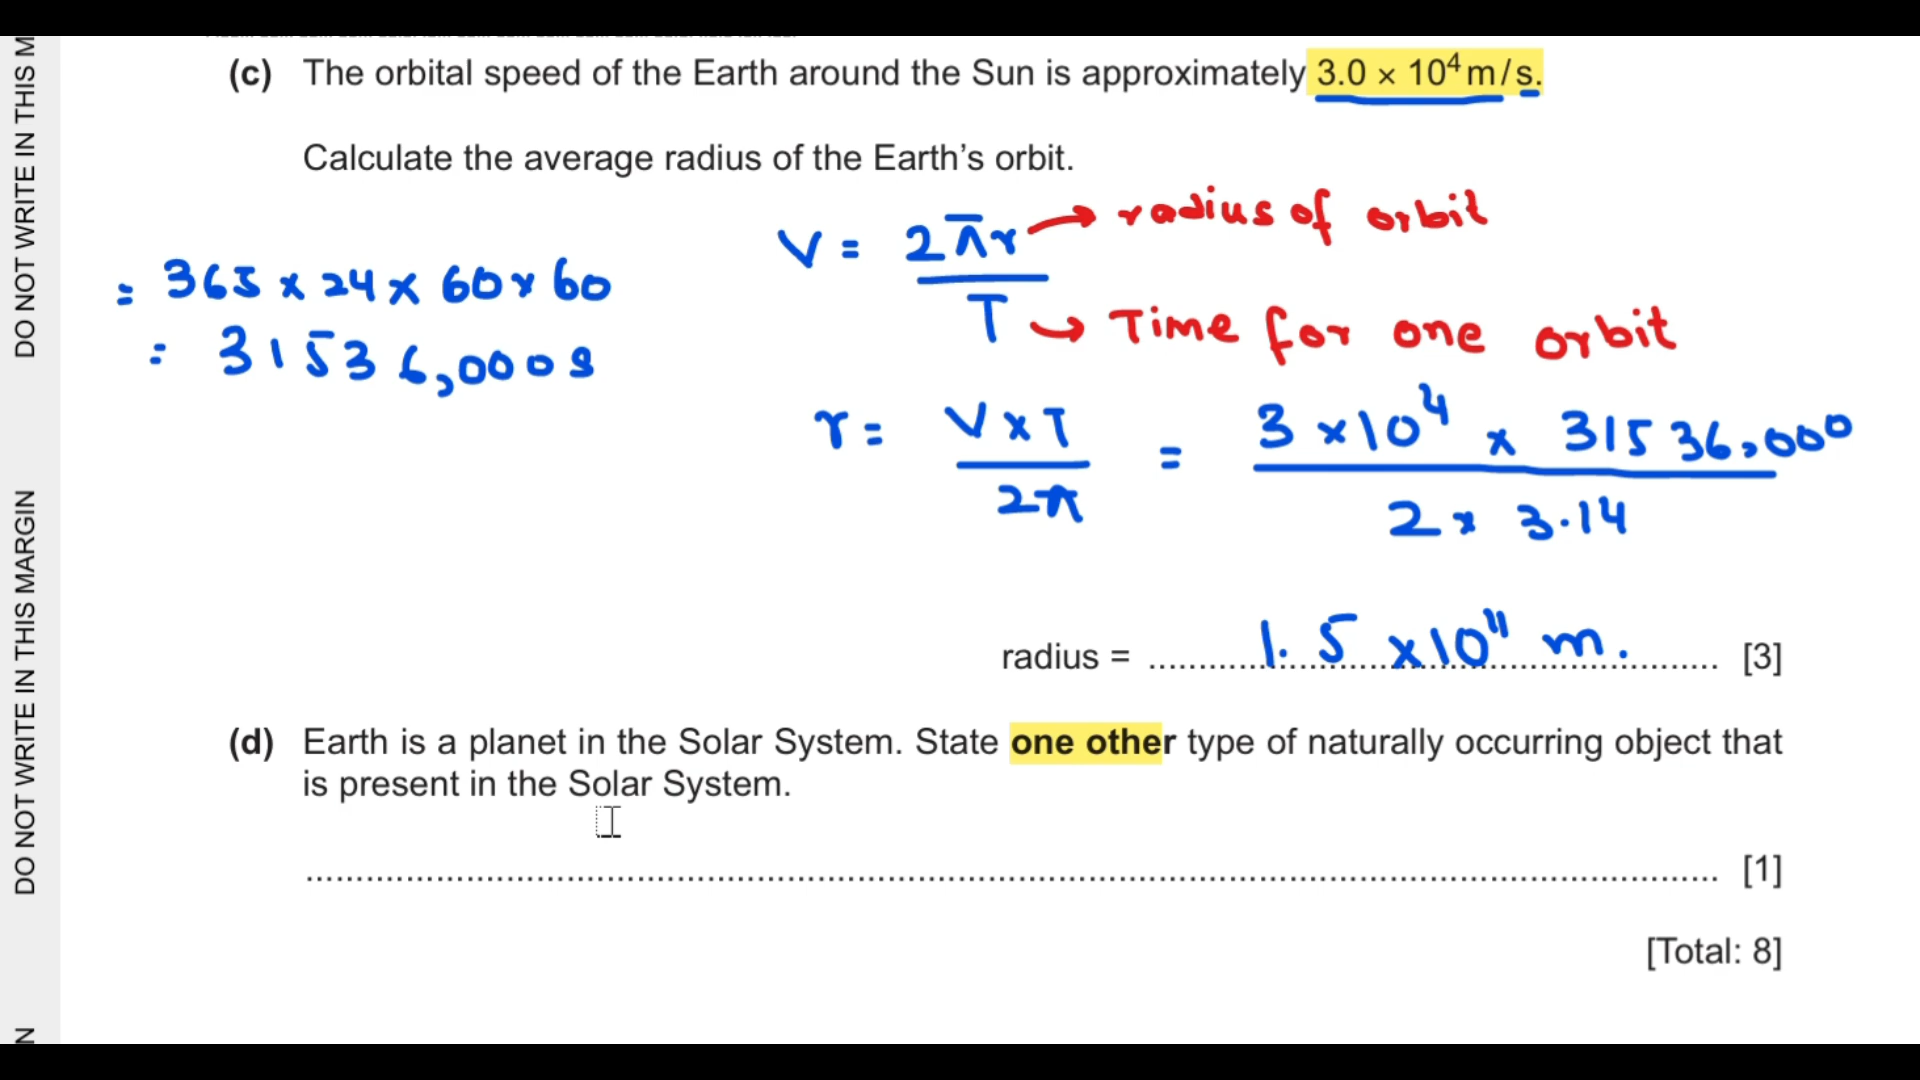 DO NOT WRITE IN THIS M
DO NOT WRITE IN THIS MARGIN
N
(c) The orbital speed of the Earth around the Sun is approximately 3.0 × 10⁴ m/s.
Calculate the average radius of the Earth’s orbit.
= 365 × 24 × 60 × 60
= 31536,000 s
V = 2πr / T
→ radius of orbit
→ Time for one orbit
r = V × T / 2π = 3 × 10⁴ × 31536,000 / 2 × 3.14
radius = 1.5 × 10¹¹ m. [3]
(d) Earth is a planet in the Solar System. State one other type of naturally occurring object that
is present in the Solar System.
[1]
[Total: 8]